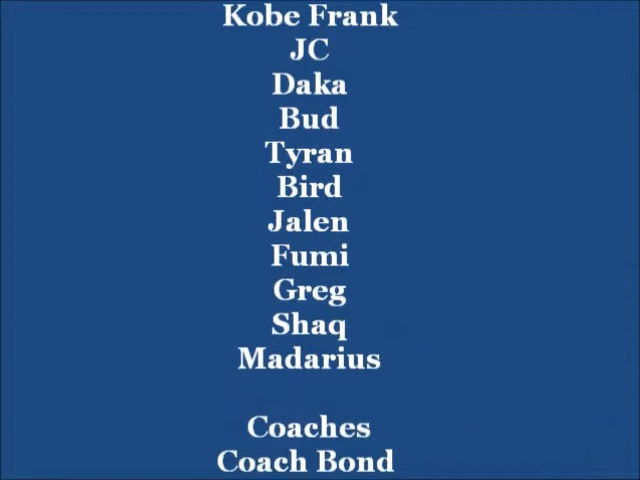 Kobe Frank
JC
Daka
Bud
Tyran
Bird
Jalen
Fumi
Greg
Shaq
Madarius
Coaches
Coach Bond